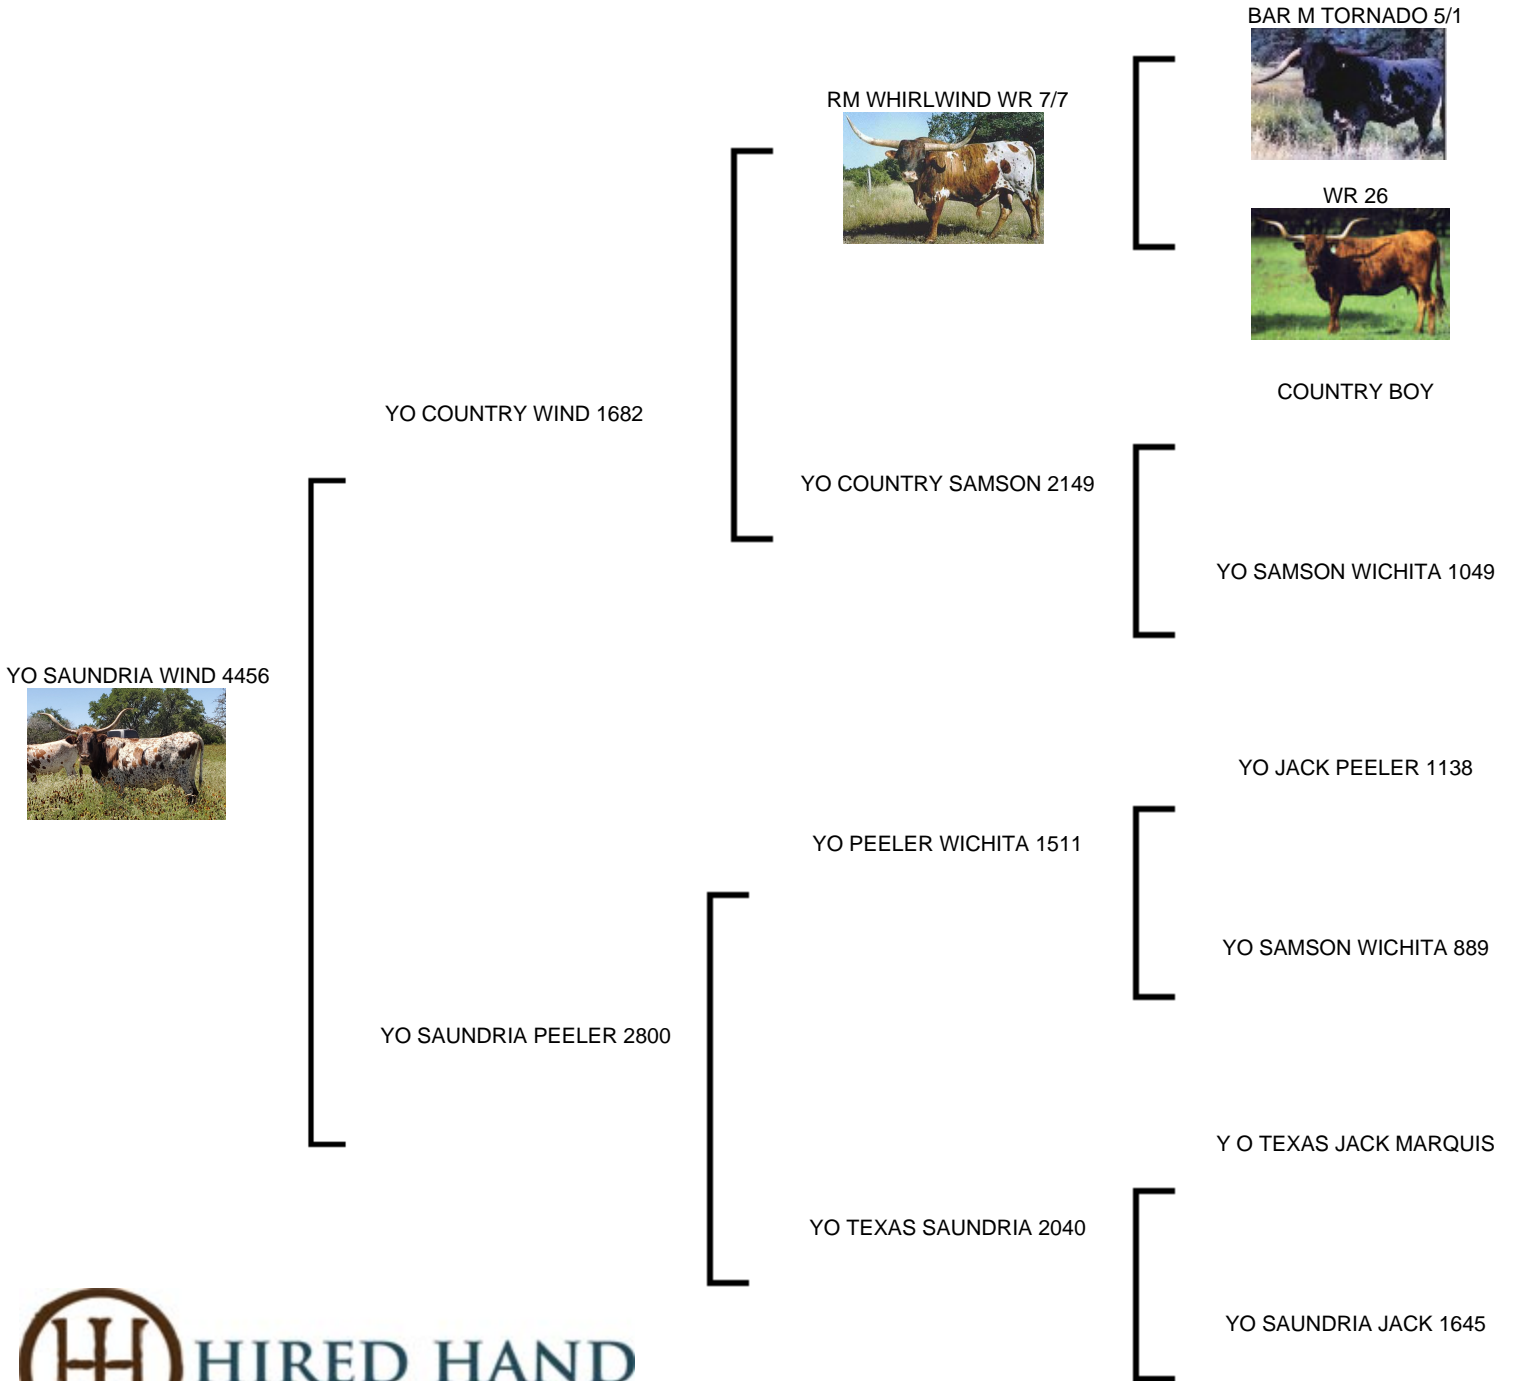 BAR M TORNADO 5/1
RM WHIRLWIND WR 7/7
WR 26
COUNTRY BOY
YO COUNTRY WIND 1682
YO COUNTRY SAMSON 2149
YO SAMSON WICHITA 1049
YO SAUNDRIA WIND 4456
YO JACK PEELER 1138
YO PEELER WICHITA 1511
YO SAMSON WICHITA 889
YO SAUNDRIA PEELER 2800
Y O TEXAS JACK MARQUIS
YO TEXAS SAUNDRIA 2040
YO SAUNDRIA JACK 1645
HIRED HAND